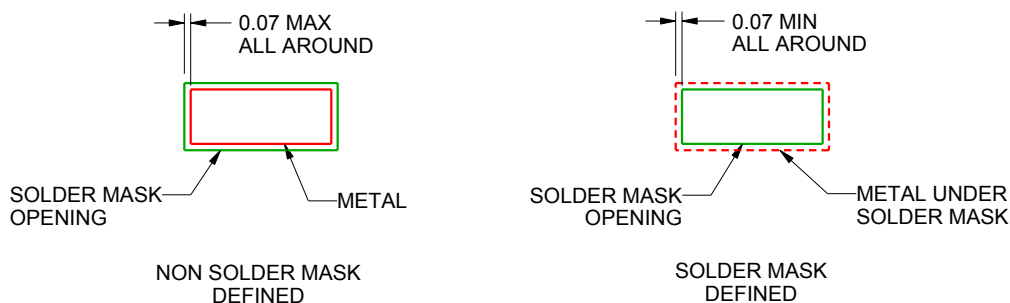 0.07 MAX
ALL AROUND
SOLDER MASK
OPENING
METAL
NON SOLDER MASK
DEFINED
0.07 MIN
ALL AROUND
SOLDER MASK
OPENING
METAL UNDER
SOLDER MASK
SOLDER MASK
DEFINED